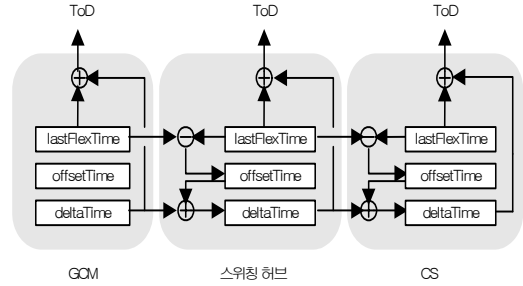 ToD ToD ToD
lastFlexTime lastFlexTime lastFlexTime
offsetTime offsetTime offsetTime
deltaTime deltaTime deltaTime
GCM 스위칭 허브 CS